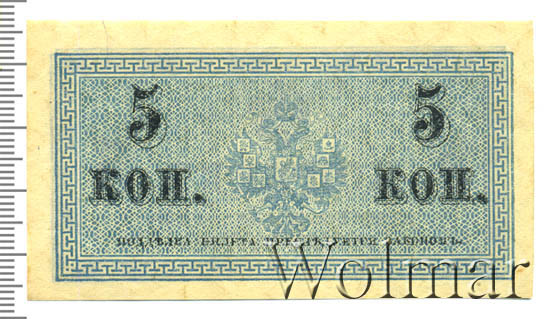 5 5
КОП. КОП.
ПОДДѢЛКА БИЛЕТА ПРЕСЛѢДУЕТСЯ ЗАКОНОМЪ.
Wolmar